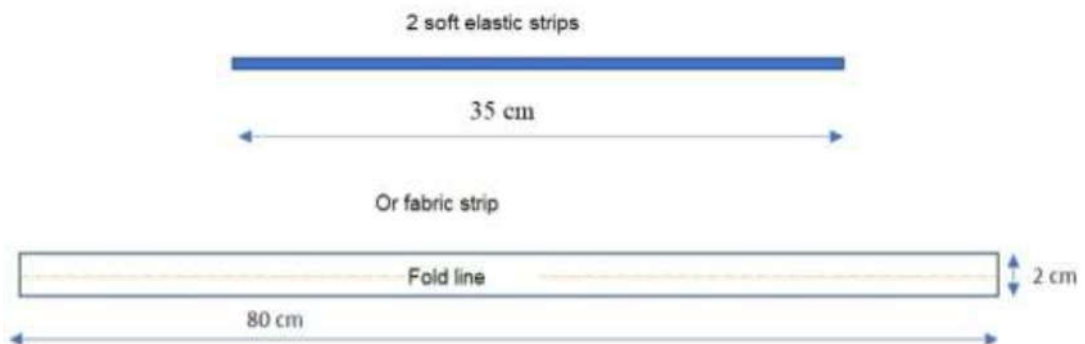 2 soft elastic strips
35 cm
Or fabric strip
Fold line
2 cm
80 cm